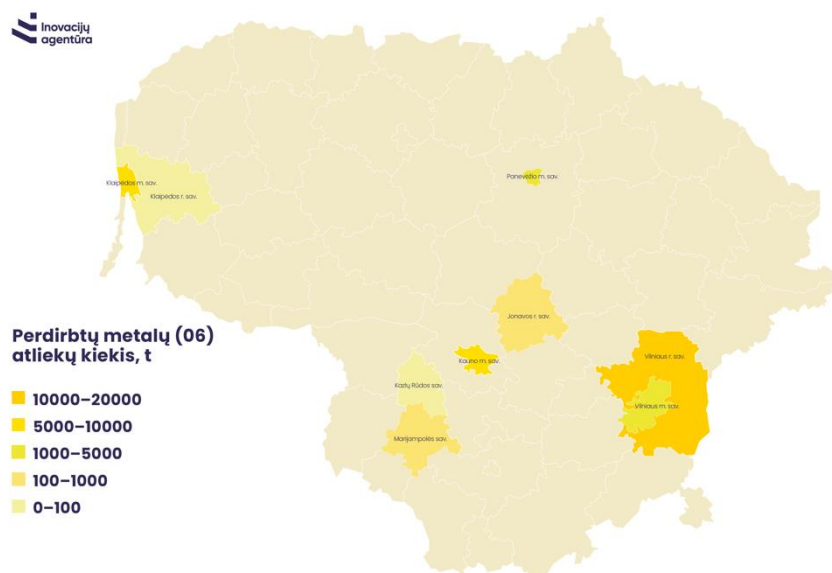 Inovacijų
agentūra
Klaipėdos m. sav.
Klaipėdos r. sav.
Panevėžio m. sav.
Jonavos r. sav.
Kauno m. sav.
Vilniaus r. sav.
Kazlų Rūdos sav.
Vilniaus m. sav.
Marijampolės sav.
Perdirbtų metalų (06)
atliekų kiekis, t
10000–20000
5000–10000
1000–5000
100–1000
0–100